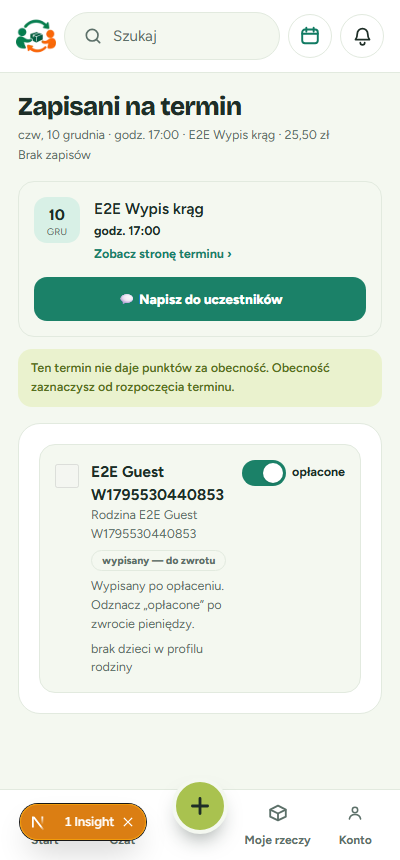 Szukaj
Zapisani na termin
czw, 10 grudnia · godz. 17:00 · E2E Wypis krąg · 25,50 zł
Brak zapisów
10
GRU
E2E Wypis krąg
godz. 17:00
Zobacz stronę terminu ›
💬 Napisz do uczestników
Ten termin nie daje punktów za obecność. Obecność
zaznaczysz od rozpoczęcia terminu.
E2E Guest
W1795530440853
opłacone
Rodzina E2E Guest
W1795530440853
wypisany — do zwrotu
Wypisany po opłaceniu.
Odznacz „opłacone” po
zwrocie pieniędzy.
brak dzieci w profilu
rodziny
N 1 Insight
Start
Czat
Moje rzeczy
Konto